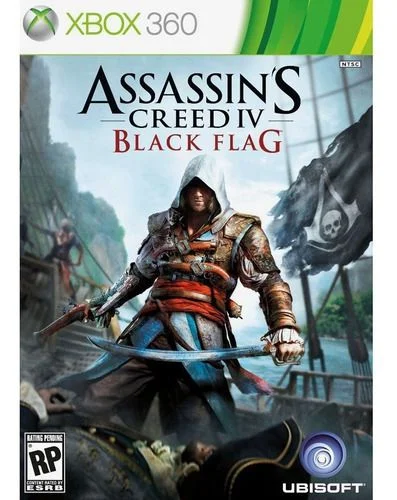 XBOX 360
NTSC
ASSASSIN'S
CREED IV
BLACK FLAG
RATING PENDING
RP
CONTENT RATED BY
ESRB
UBISOFT